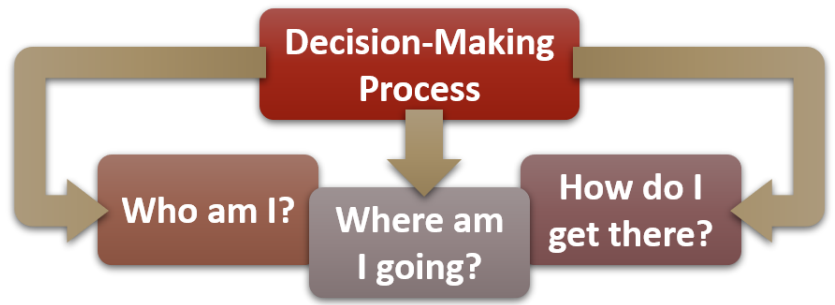 Decision-Making
Process
Who am I?
Where am
I going?
How do I
get there?